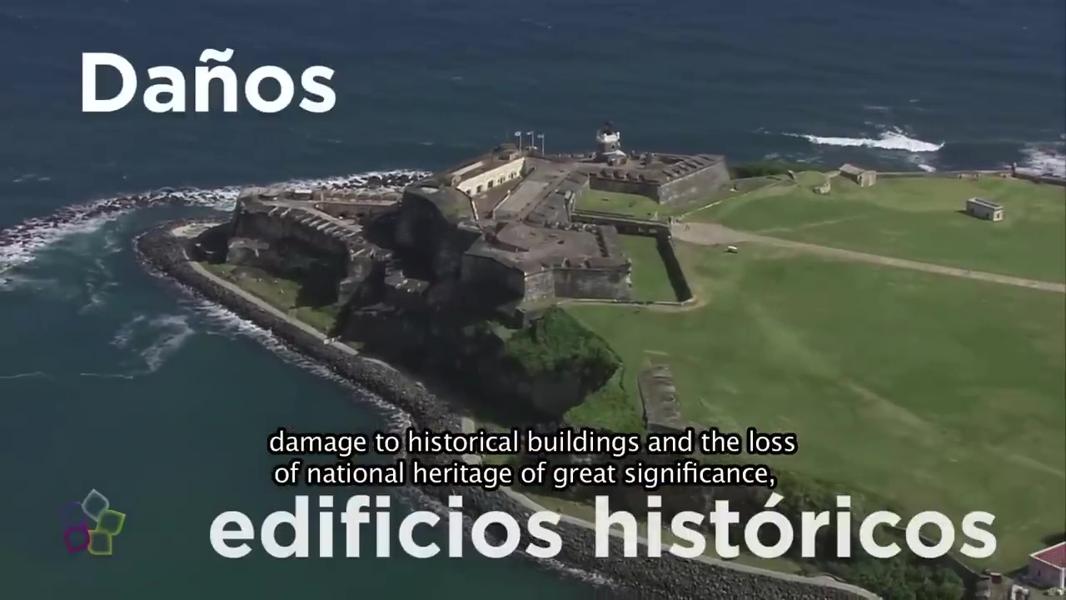 Daños
damage to historical buildings and the loss
of national heritage of great significance,
edificios históricos